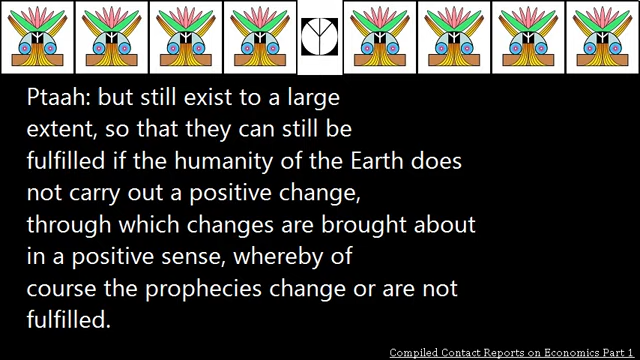 Ptaah: but still exist to a large
extent, so that they can still be
fulfilled if the humanity of the Earth does
not carry out a positive change,
through which changes are brought about
in a positive sense, whereby of
course the prophecies change or are not
fulfilled.
Compiled Contact Reports on Economics Part 1